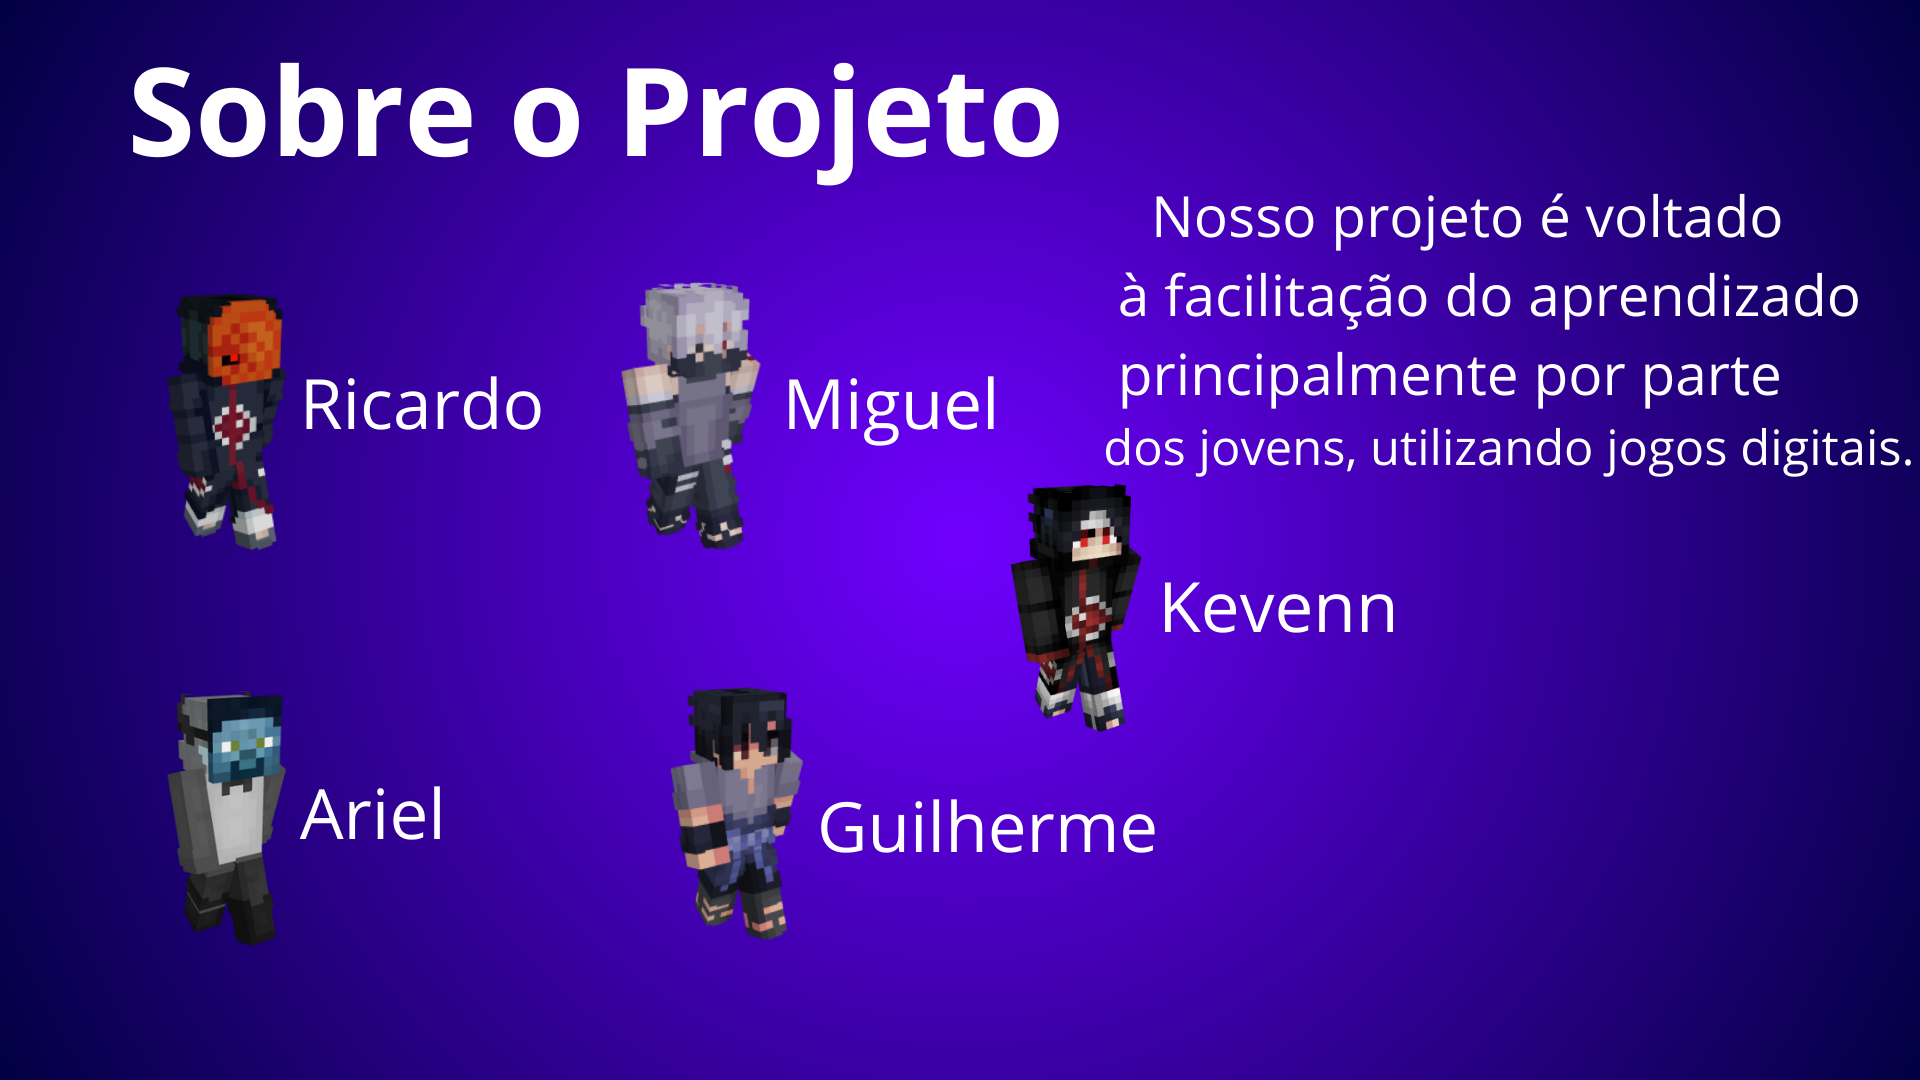 Sobre o Projeto
Nosso projeto é voltado
à facilitação do aprendizado
principalmente por parte
dos jovens, utilizando jogos digitais.
Ricardo
Miguel
Kevenn
Ariel
Guilherme